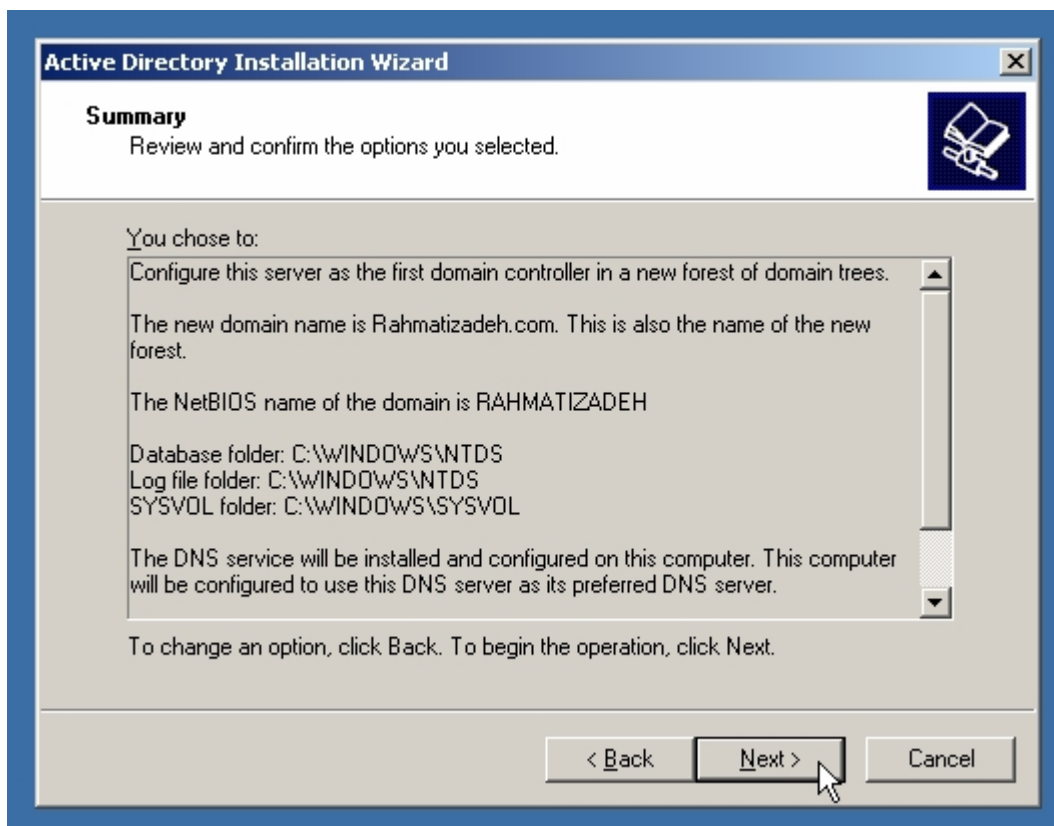 Active Directory Installation Wizard
Summary
Review and confirm the options you selected.
You chose to:
Configure this server as the first domain controller in a new forest of domain trees.
The new domain name is Rahmatizadeh.com. This is also the name of the new
forest.
The NetBIOS name of the domain is RAHMATIZADEH
Database folder: C:\WINDOWS\NTDS
Log file folder: C:\WINDOWS\NTDS
SYSVOL folder: C:\WINDOWS\SYSVOL
The DNS service will be installed and configured on this computer. This computer
will be configured to use this DNS server as its preferred DNS server.
To change an option, click Back. To begin the operation, click Next.
< Back Next > Cancel